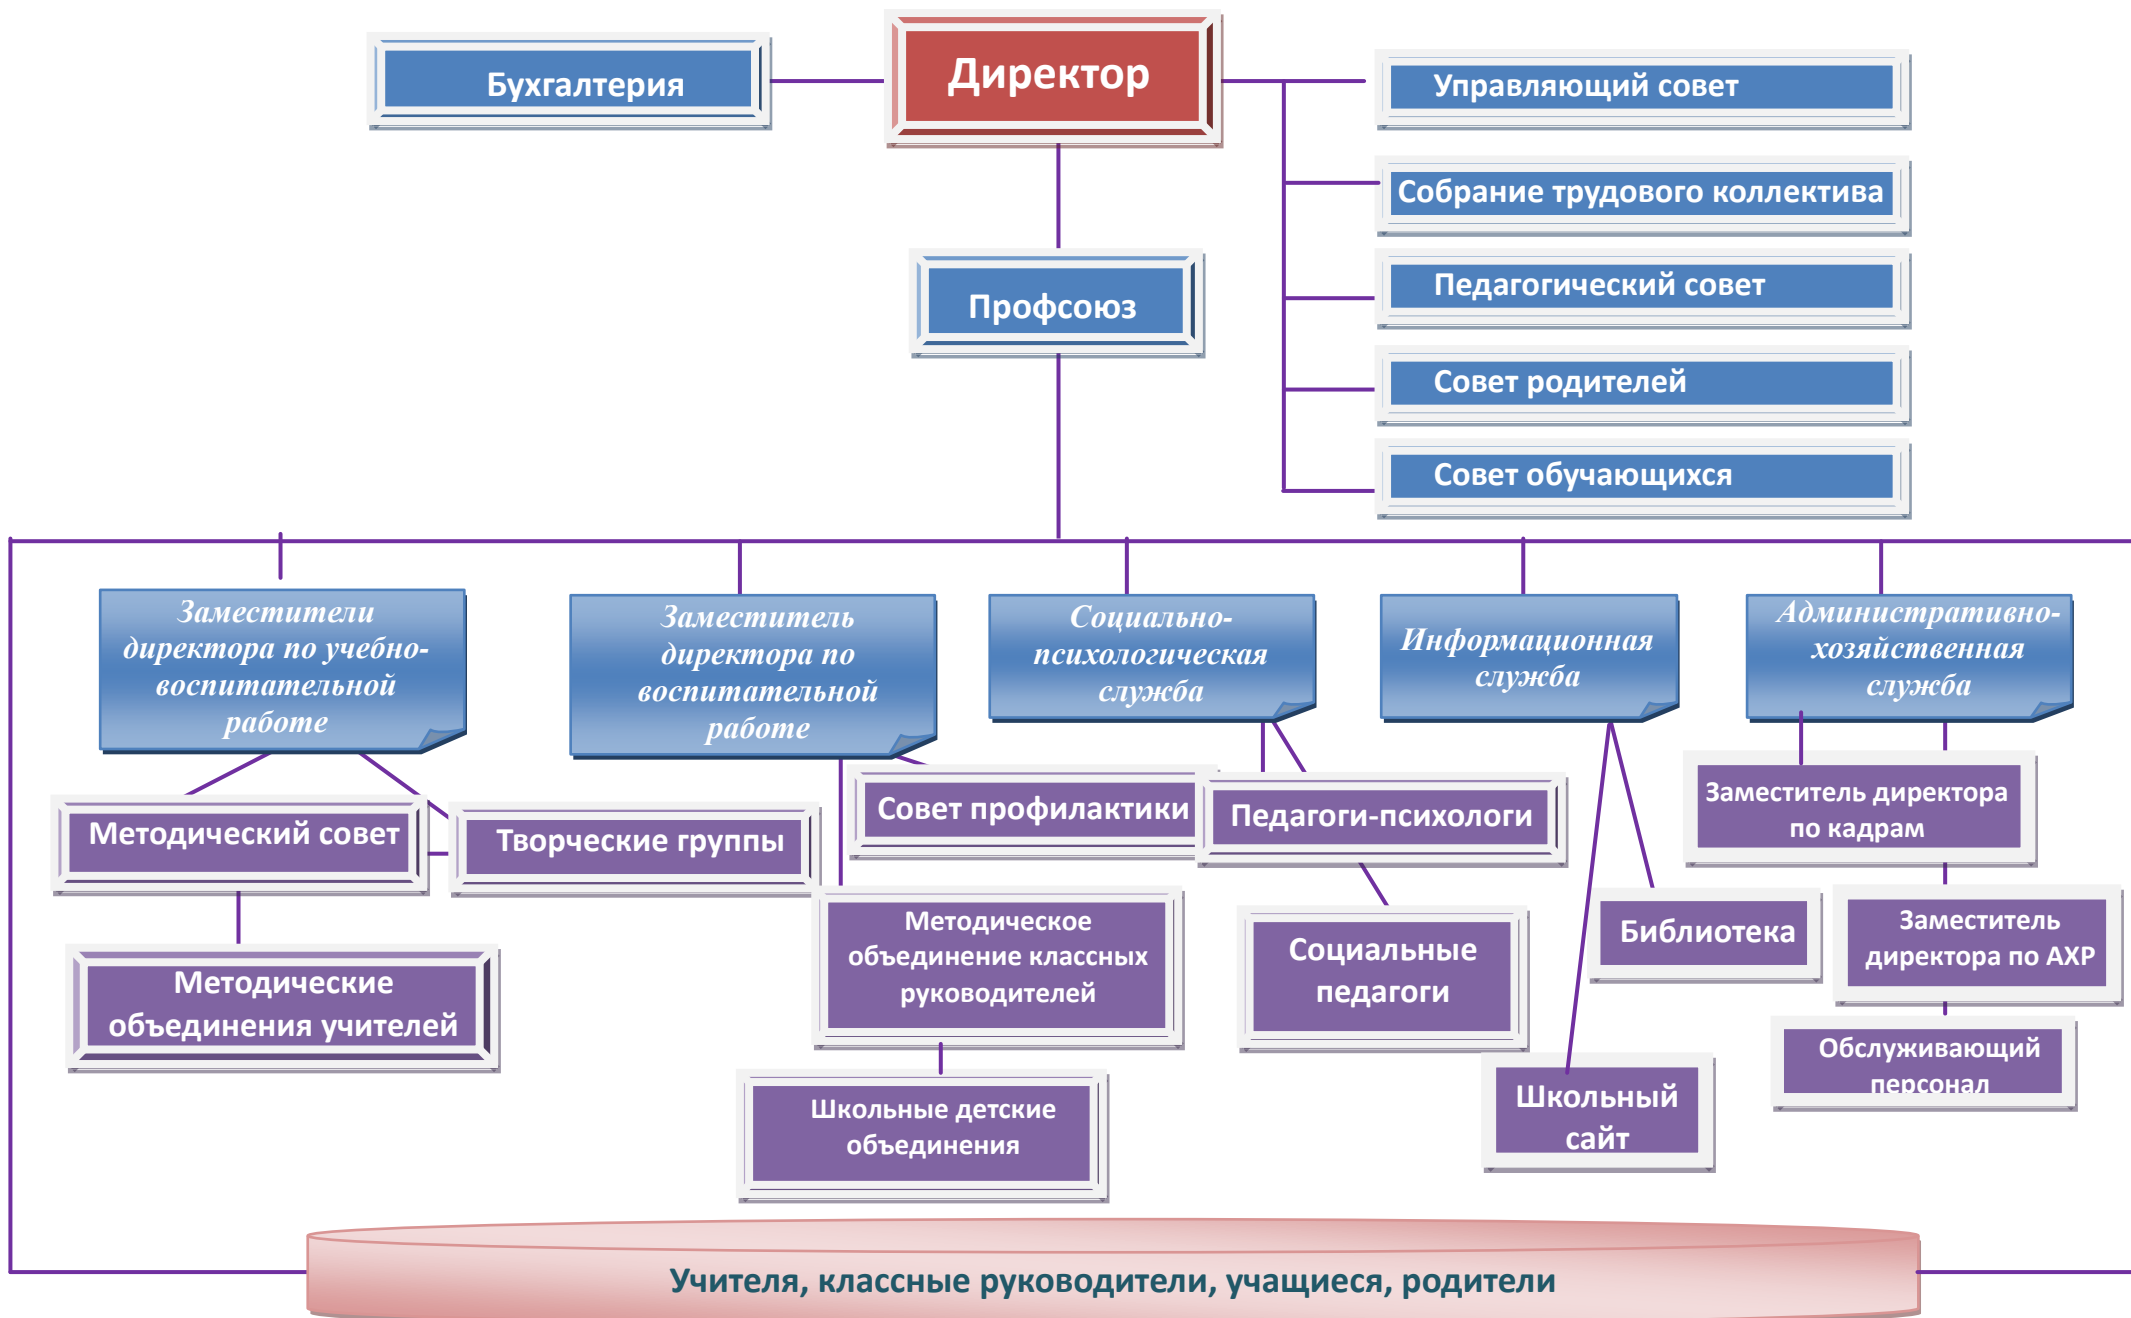 Бухгалтерия
Директор
Управляющий совет
Собрание трудового коллектива
Педагогический совет
Профсоюз
Совет родителей
Совет обучающихся
Заместители
директора по учебно-
воспитательной
работе
Заместитель
директора по
воспитательной
работе
Социально-
психологическая
служба
Информационная
служба
Административно-
хозяйственная
служба
Методический совет
Творческие группы
Совет профилактики
Педагоги-психологи
Заместитель директора
по кадрам
Методические
объединения учителей
Методическое
объединение классных
руководителей
Социальные
педагоги
Библиотека
Заместитель
директора по АХР
Школьные детские
объединения
Школьный
сайт
Обслуживающий
персонал
Учителя, классные руководители, учащиеся, родители